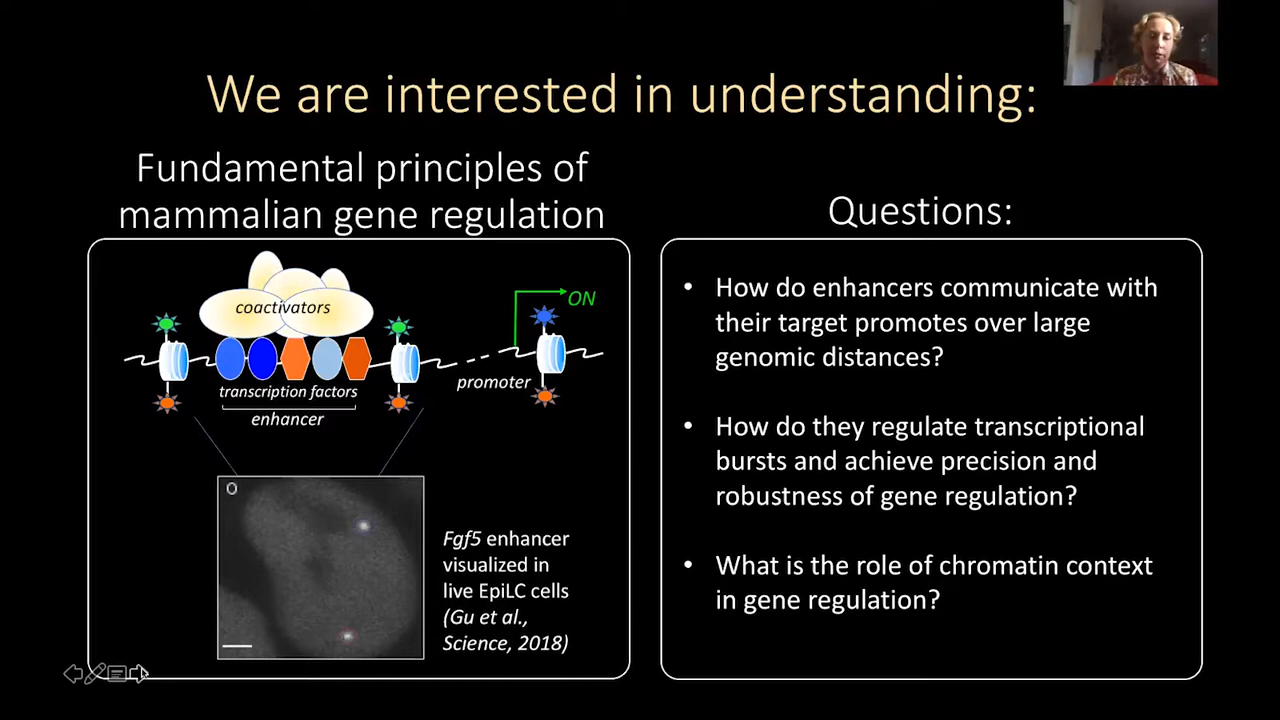 We are interested in understanding:
Fundamental principles of
mammalian gene regulation
coactivators
ON
transcription factors
promoter
enhancer
0
Fgf5 enhancer
visualized in
live EpiLC cells
(Gu et al.,
Science, 2018)
Questions:
• How do enhancers communicate with
their target promotes over large
genomic distances?
• How do they regulate transcriptional
bursts and achieve precision and
robustness of gene regulation?
• What is the role of chromatin context
in gene regulation?